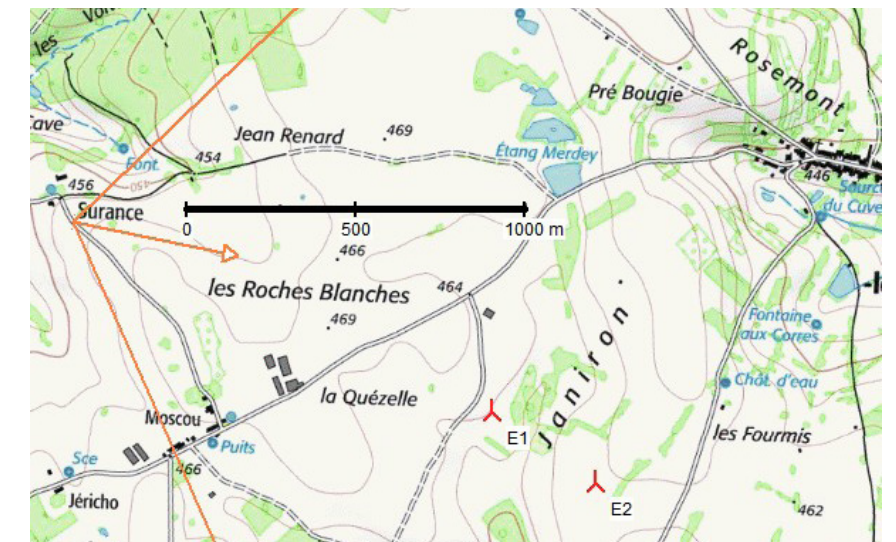 les
Rosemont
Pré Bougie
Cave
Jean Renard
469
Étang Merdey
Font.
454
450
456
446
Surance
0
500
1000 m
du Cuve
466
les Roches Blanches
464
469
Janiron
Fontaine
aux Corres
la Quézelle
Chât. d'eau
Moscou
E1
les Fourmis
Puits
Sce
466
Jéricho
E2
462